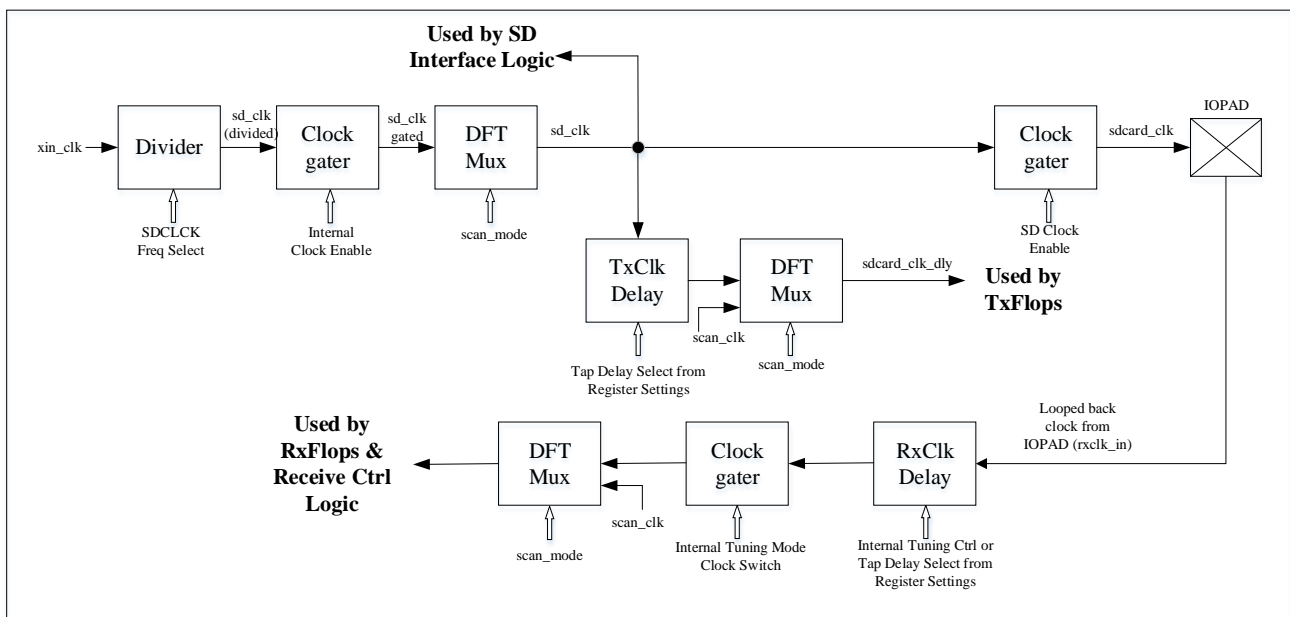 Used by SD
Interface Logic
xin_clk
Divider
SDCLCK
Freq Select
sd_clk
(divided)
Clock
gater
Internal
Clock Enable
sd_clk
gated
DFT
Mux
scan_mode
sd_clk
Clock
gater
SD Clock
Enable
sdcard_clk
IOPAD
TxClk
Delay
Tap Delay Select from
Register Settings
scan_clk
DFT
Mux
scan_mode
sdcard_clk_dly
Used by
TxFlops
Looped back
clock from
IOPAD (rxclk_in)
Used by
RxFlops &
Receive Ctrl
Logic
DFT
Mux
scan_mode
scan_clk
Clock
gater
Internal Tuning Mode
Clock Switch
RxClk
Delay
Internal Tuning Ctrl or
Tap Delay Select from
Register Settings